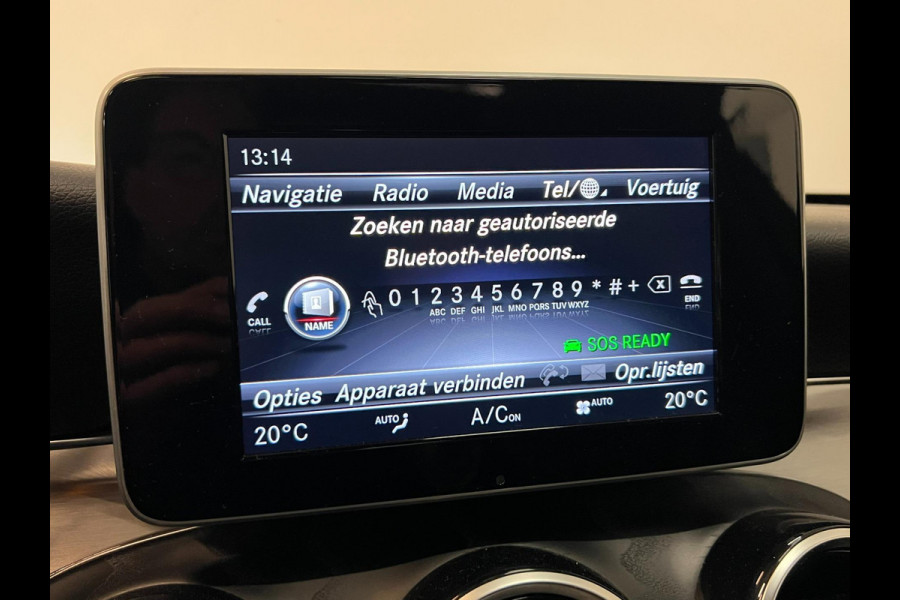 13:14
Navigatie Radio Media Tel/ Voertuig
Zoeken naar geautoriseerde
Bluetooth-telefoons...
CALL NAME 0 1 2 3 4 5 6 7 8 9 * # + X END
ABC DEF GHI JKL MNO PQRS TUV WXYZ
SOS READY
Opties Apparaat verbinden Opr.lijsten
20°C AUTO A/C ON AUTO 20°C